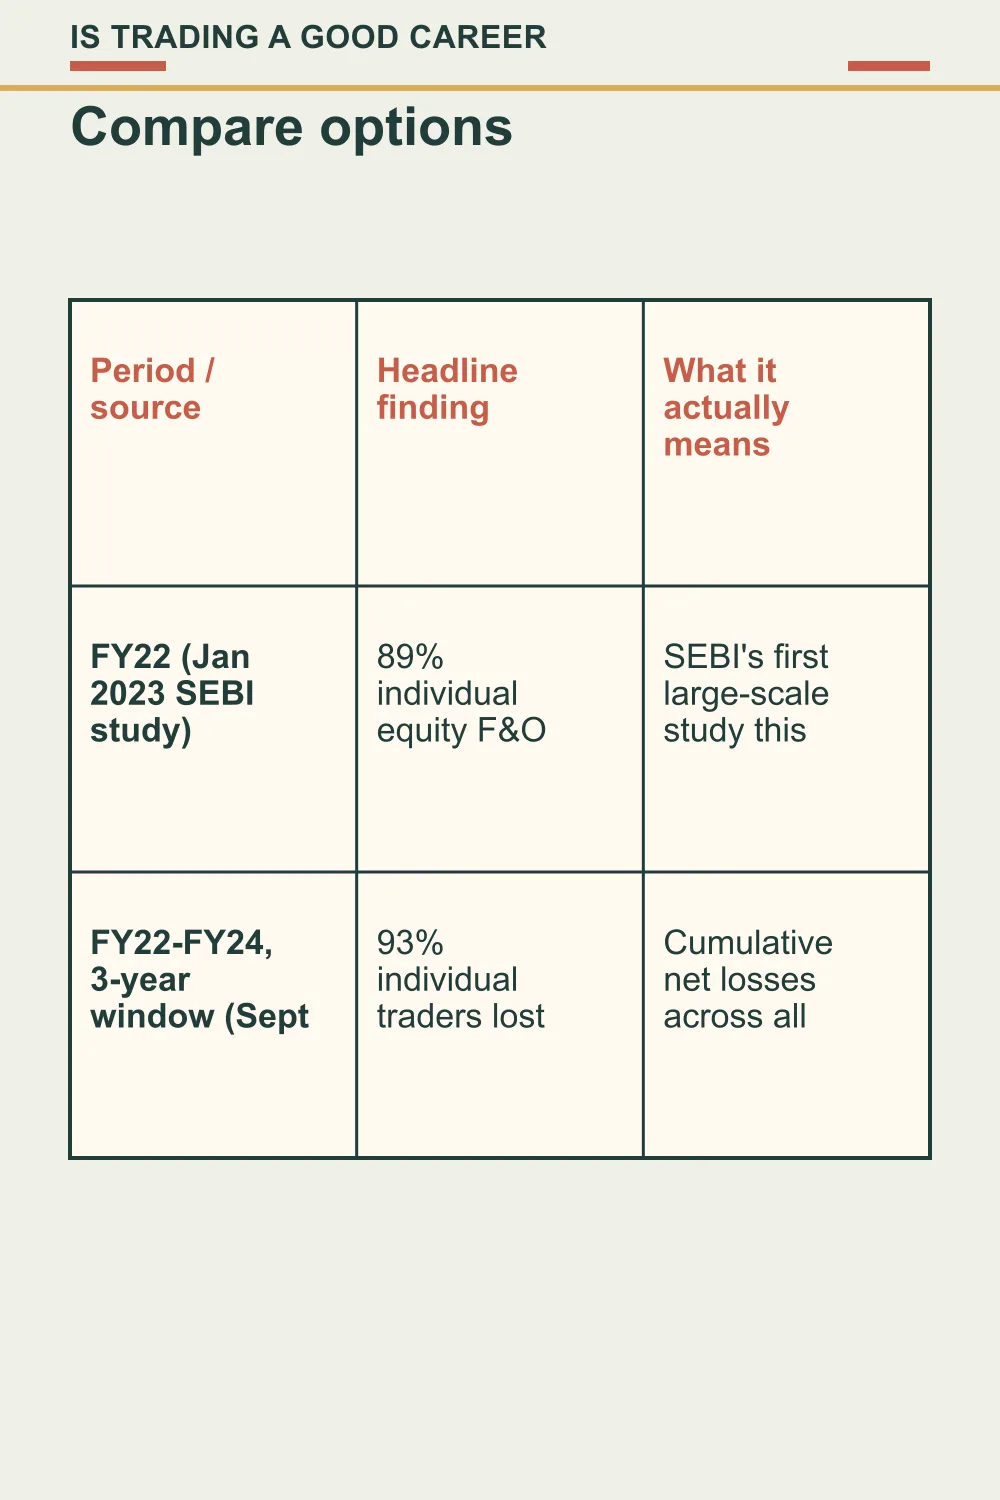 IS TRADING A GOOD CAREER
Compare options
Period /
source
Headline
finding
What it
actually
means
FY22 (Jan
2023 SEBI
study)
89%
individual
equity F&O
SEBI's first
large-scale
study this
FY22-FY24,
3-year
window (Sept
93%
individual
traders lost
Cumulative
net losses
across all